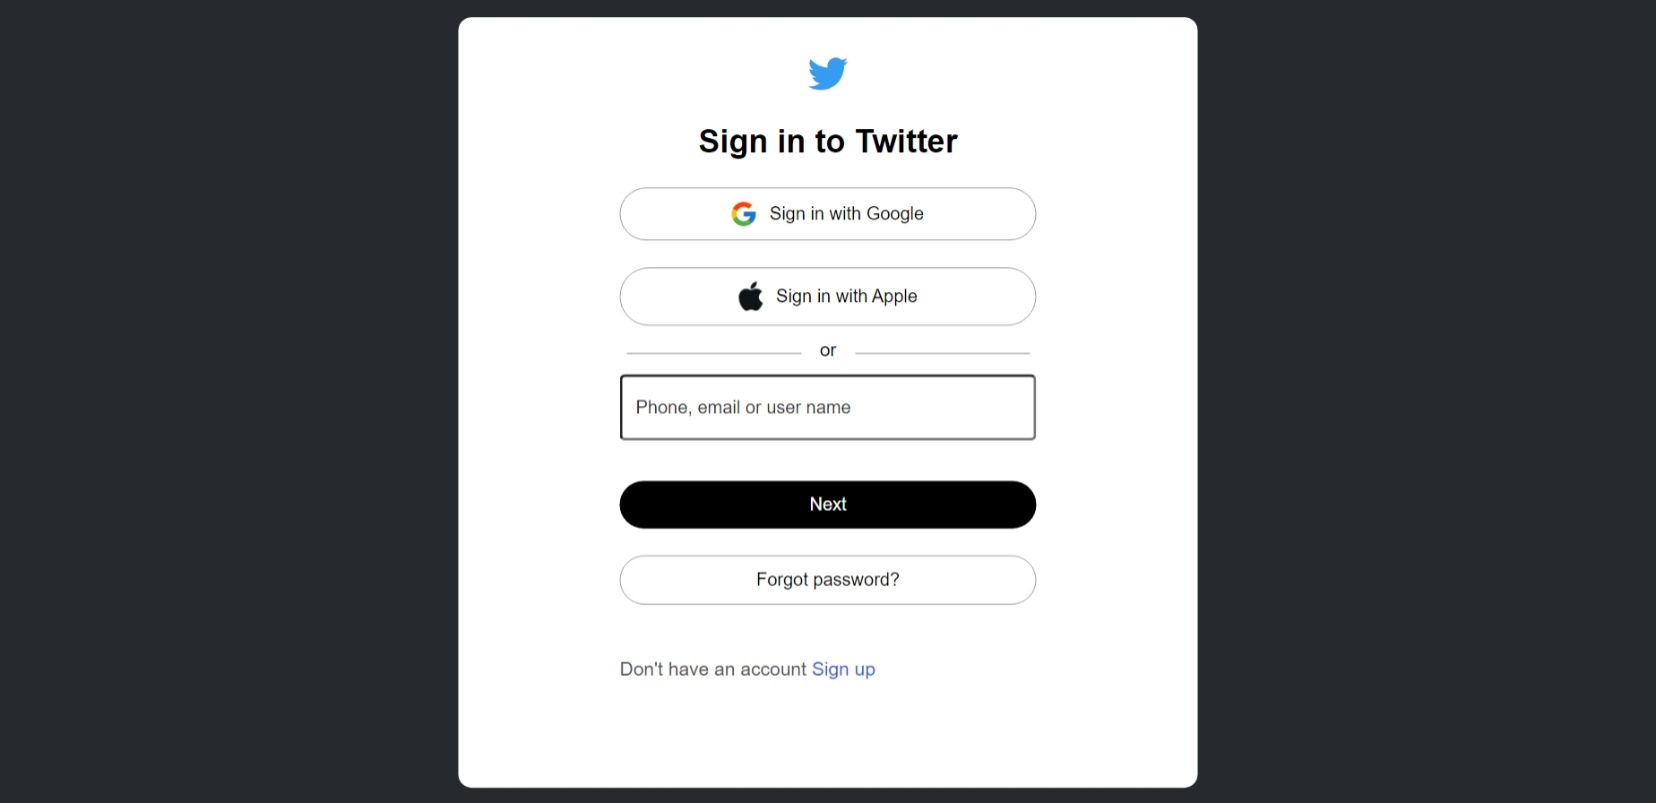 Sign in to Twitter
Sign in with Google
Sign in with Apple
or
Phone, email or user name
Next
Forgot password?
Don't have an account Sign up